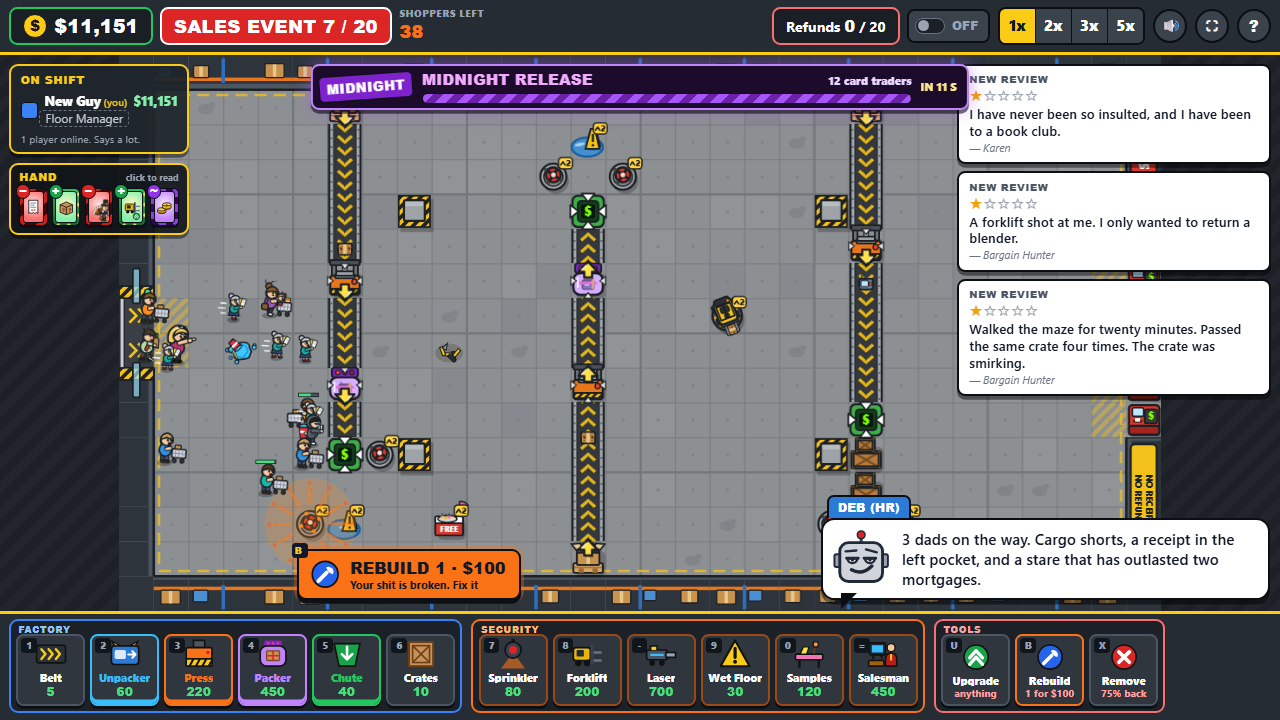 $11,151
SALES EVENT 7 / 20
SHOPPERS LEFT
38
Refunds 0 / 20
OFF
1x
2x
3x
5x
?
ON SHIFT
New Guy (you) $11,151
Floor Manager
1 player online. Says a lot.
HAND
click to read
MIDNIGHT
MIDNIGHT RELEASE
12 card traders
IN 11 S
NEW REVIEW
I have never been so insulted, and I have been
to a book club.
— Karen
NEW REVIEW
A forklift shot at me. I only wanted to return a
blender.
— Bargain Hunter
NEW REVIEW
Walked the maze for twenty minutes. Passed
the same crate four times. The crate was
smirking.
— Bargain Hunter
FREE
DEB (HR)
3 dads on the way. Cargo shorts, a receipt in the
left pocket, and a stare that has outlasted two
mortgages.
B
REBUILD 1 · $100
Your shit is broken. Fix it
FACTORY
1
Belt
5
2
Unpacker
60
3
Press
220
4
Packer
450
5
Chute
40
6
Crates
10
SECURITY
7
Sprinkler
80
8
Forklift
200
-
Laser
700
9
Wet Floor
30
0
Samples
120
=
Salesman
450
TOOLS
U
Upgrade
anything
B
Rebuild
1 for $100
X
Remove
75% back